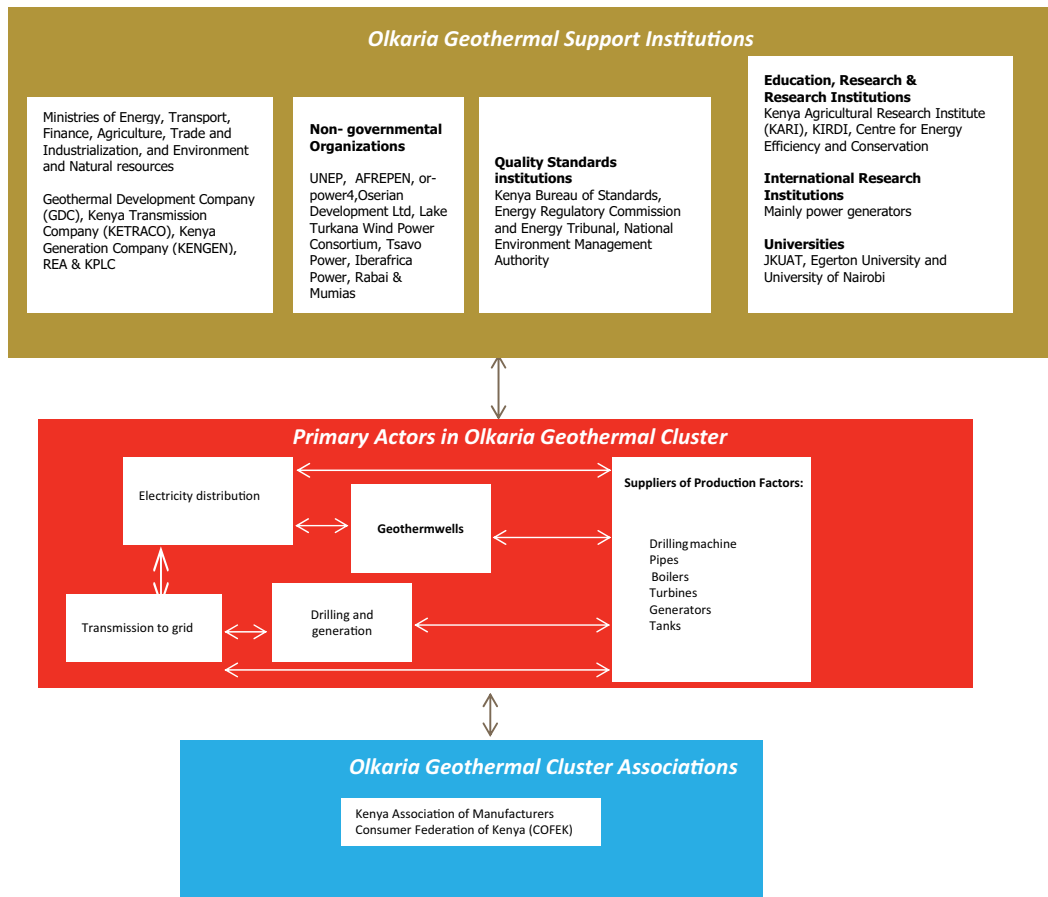 Olkaria Geothermal Support Institutions
Ministries of Energy, Transport,
Finance, Agriculture, Trade and
Industrialization, and Environment
and Natural resources
Geothermal Development Company
(GDC), Kenya Transmission
Company (KETRACO), Kenya
Generation Company (KENGEN),
REA & KPLC
Non- governmental
Organizations
UNEP, AFREPEN, or-
power4,Oserian
Development Ltd, Lake
Turkana Wind Power
Consortium, Tsavo
Power, Iberafrica
Power, Rabai &
Mumias
Quality Standards
institutions
Kenya Bureau of Standards,
Energy Regulatory Commission
and Energy Tribunal, National
Environment Management
Authority
Education, Research &
Research Institutions
Kenya Agricultural Research Institute
(KARI), KIRDI, Centre for Energy
Efficiency and Conservation
International Research
Institutions
Mainly power generators
Universities
JKUAT, Egerton University and
University of Nairobi
Primary Actors in Olkaria Geothermal Cluster
Electricity distribution
Geothermwells
Transmission to grid
Drilling and
generation
Suppliers of Production Factors:
Drilling machine
Pipes
Boilers
Turbines
Generators
Tanks
Olkaria Geothermal Cluster Associations
Kenya Association of Manufacturers
Consumer Federation of Kenya (COFEK)